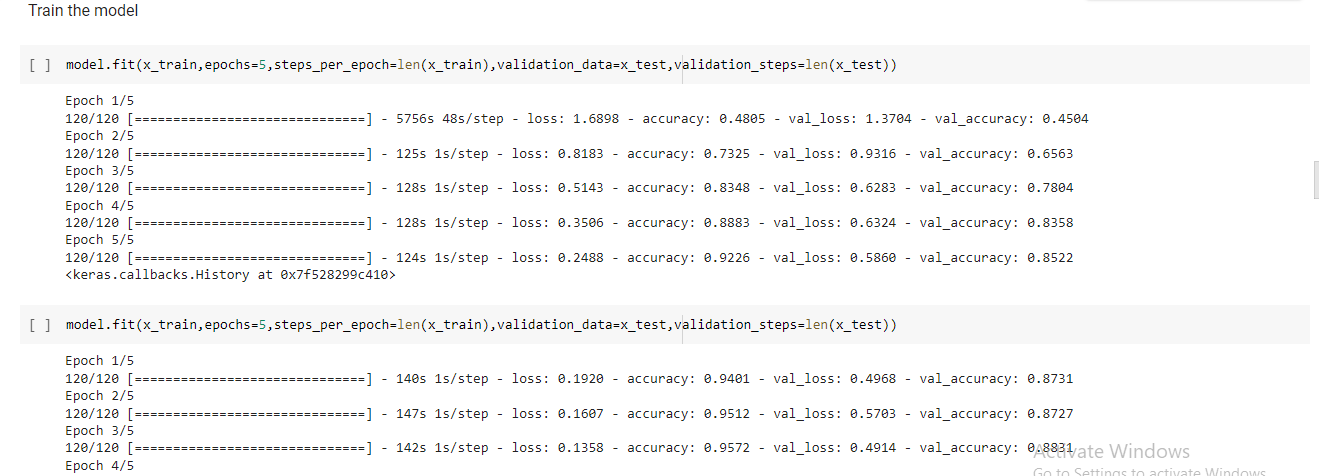 Train the model
[ ] model.fit(x_train,epochs=5,steps_per_epoch=len(x_train),validation_data=x_test,validation_steps=len(x_test))
Epoch 1/5
120/120 [==============================] - 5756s 48s/step - loss: 1.6898 - accuracy: 0.4805 - val_loss: 1.3704 - val_accuracy: 0.4504
Epoch 2/5
120/120 [==============================] - 125s 1s/step - loss: 0.8183 - accuracy: 0.7325 - val_loss: 0.9316 - val_accuracy: 0.6563
Epoch 3/5
120/120 [==============================] - 128s 1s/step - loss: 0.5143 - accuracy: 0.8348 - val_loss: 0.6283 - val_accuracy: 0.7804
Epoch 4/5
120/120 [==============================] - 128s 1s/step - loss: 0.3506 - accuracy: 0.8883 - val_loss: 0.6324 - val_accuracy: 0.8358
Epoch 5/5
120/120 [==============================] - 124s 1s/step - loss: 0.2488 - accuracy: 0.9226 - val_loss: 0.5860 - val_accuracy: 0.8522
<keras.callbacks.History at 0x7f528299c410>
[ ] model.fit(x_train,epochs=5,steps_per_epoch=len(x_train),validation_data=x_test,validation_steps=len(x_test))
Epoch 1/5
120/120 [==============================] - 140s 1s/step - loss: 0.1920 - accuracy: 0.9401 - val_loss: 0.4968 - val_accuracy: 0.8731
Epoch 2/5
120/120 [==============================] - 147s 1s/step - loss: 0.1607 - accuracy: 0.9512 - val_loss: 0.5703 - val_accuracy: 0.8727
Epoch 3/5
120/120 [==============================] - 142s 1s/step - loss: 0.1358 - accuracy: 0.9572 - val_loss: 0.4914 - val_accuracy: 0.8831
Activate Windows
Epoch 4/5
Go to Settings to activate Windows